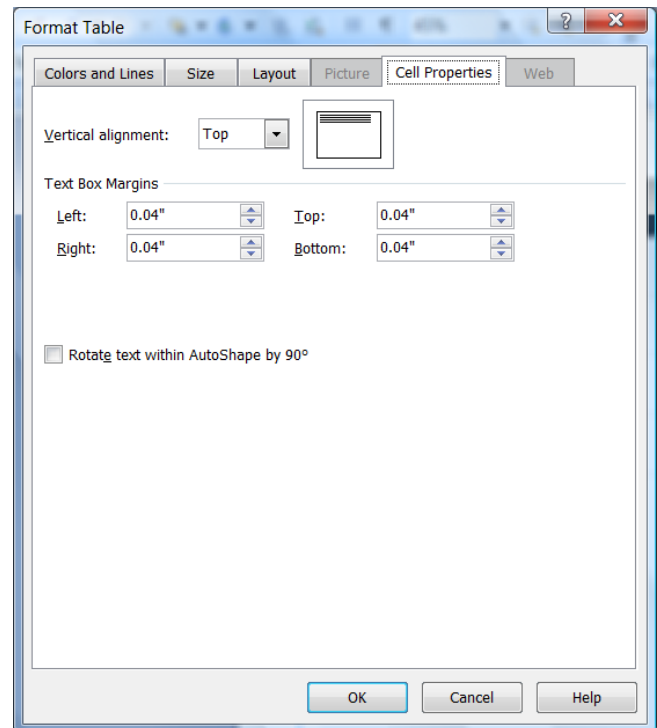 Format Table
Colors and Lines Size Layout Picture Cell Properties Web
Vertical alignment: Top
Text Box Margins
Left: 0.04" Top: 0.04"
Right: 0.04" Bottom: 0.04"
Rotate text within AutoShape by 90º
OK Cancel Help